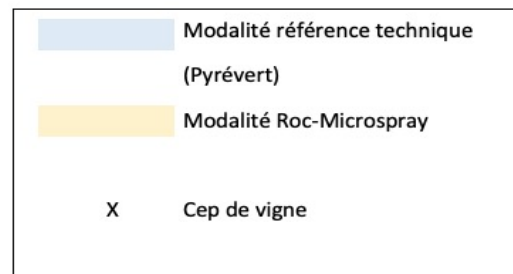 Modalité référence technique
(Pyrévert)
Modalité Roc-Microspray
X Cep de vigne